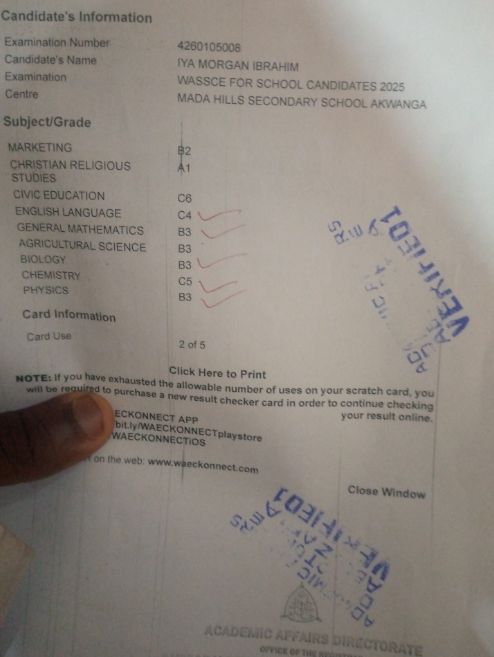 Candidate's Information
Examination Number 4260105008
Candidate's Name IYA MORGAN IBRAHIM
Examination WASSCE FOR SCHOOL CANDIDATES 2025
Centre MADA HILLS SECONDARY SCHOOL AKWANGA
Subject/Grade
MARKETING B2
CHRISTIAN RELIGIOUS A1
STUDIES
CIVIC EDUCATION C6
ENGLISH LANGUAGE C4
GENERAL MATHEMATICS B3
AGRICULTURAL SCIENCE B3
BIOLOGY B3
CHEMISTRY C5
PHYSICS B3
Card Information
Card Use 2 of 5
Click Here to Print
NOTE: If you have exhausted the allowable number of uses on your scratch card, you
will be required to purchase a new result checker card in order to continue checking
your result online.
ECKONNECT APP
bit.ly/WAECKONNECTplaystore
WAECKONNECTiOS
on the web: www.waeckonnect.com
Close Window
VERIFIED1
VERIFIED1
ACADEMIC AFFAIRS DIRECTORATE
OFFICE OF THE